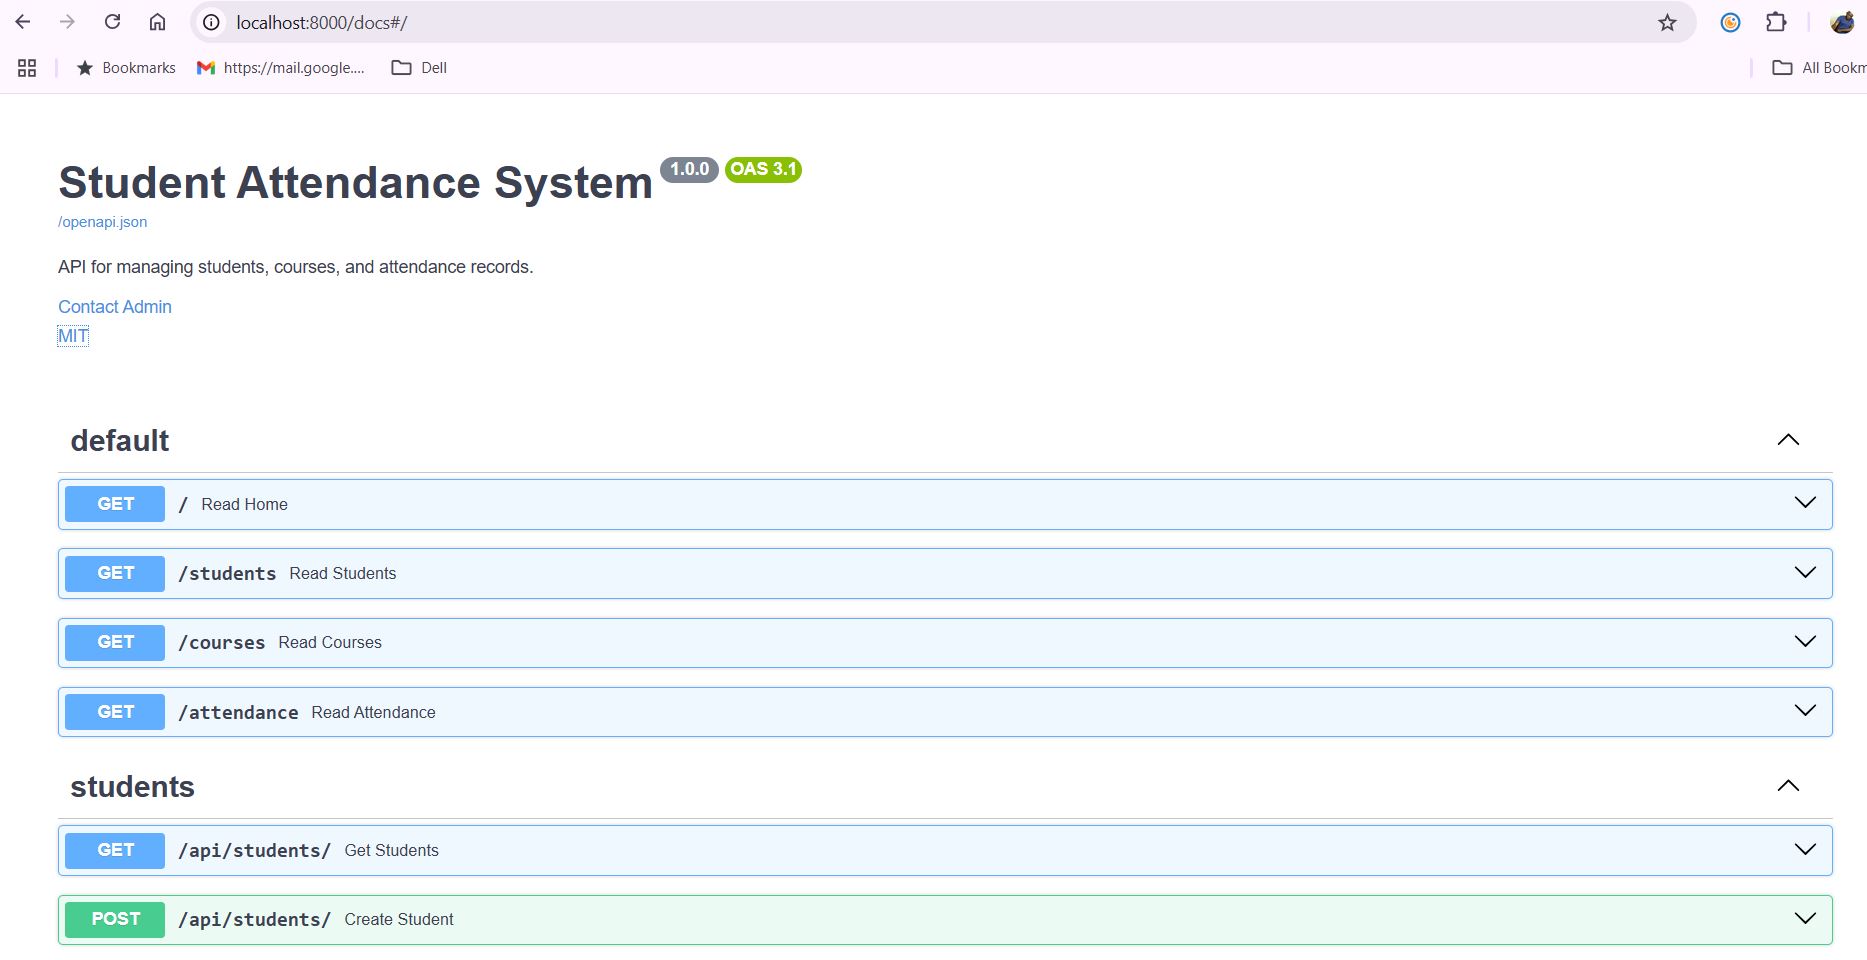 localhost:8000/docs#/
Bookmarks https://mail.google.... Dell All Bookm
Student Attendance System 1.0.0 OAS 3.1
/openapi.json
API for managing students, courses, and attendance records.
Contact Admin
MIT
default
GET / Read Home
GET /students Read Students
GET /courses Read Courses
GET /attendance Read Attendance
students
GET /api/students/ Get Students
POST /api/students/ Create Student